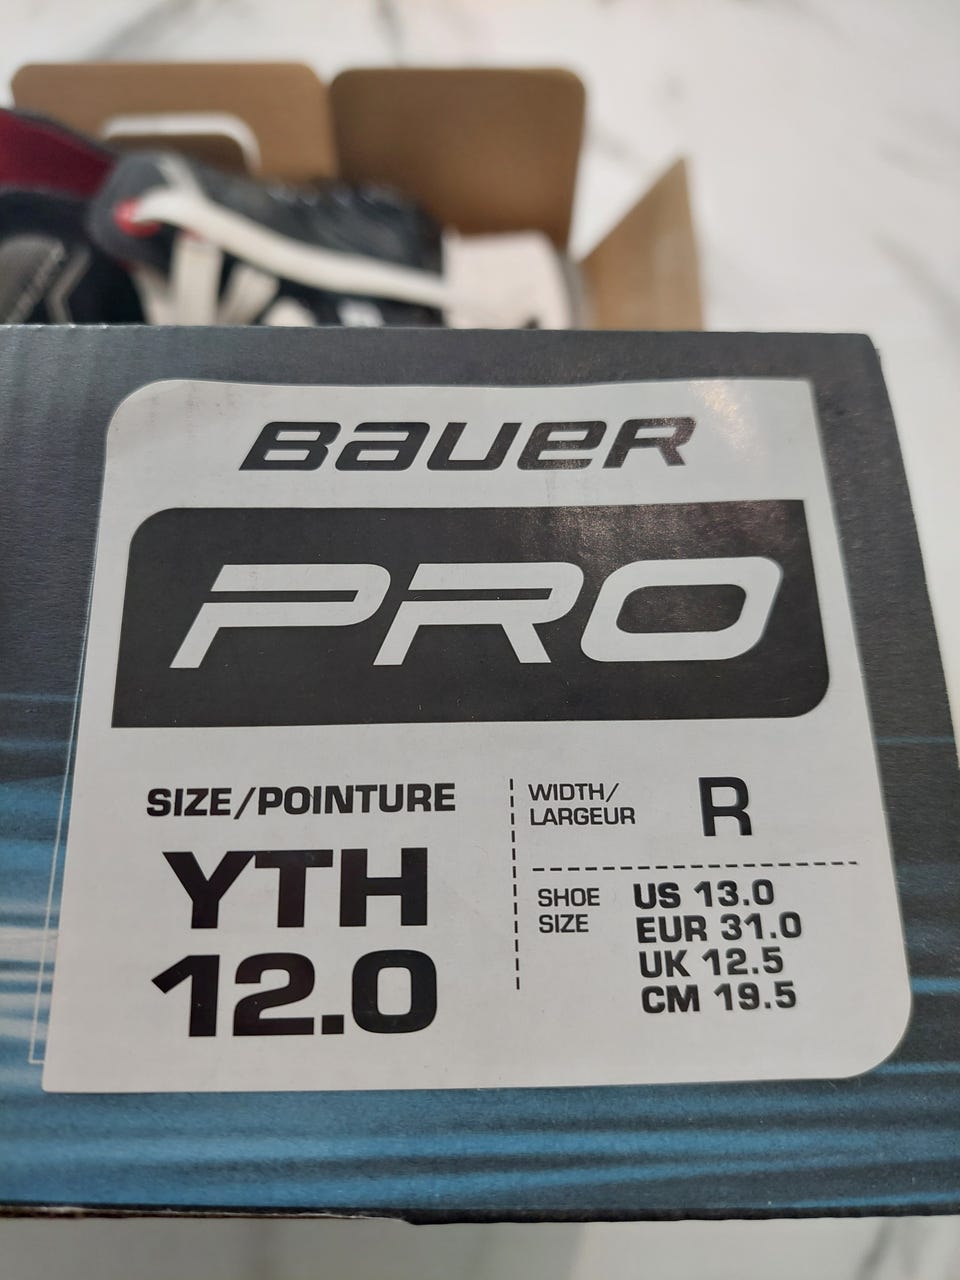 BAUER
PRO
SIZE/POINTURE
YTH
12.0
WIDTH/
LARGEUR
R
SHOE
SIZE
US 13.0
EUR 31.0
UK 12.5
CM 19.5